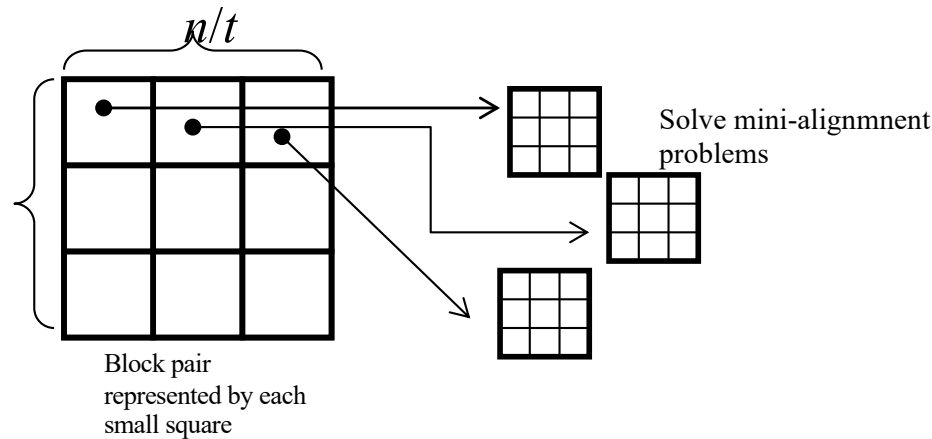 n/t
Solve mini-alignmnent
problems
Block pair
represented by each
small square